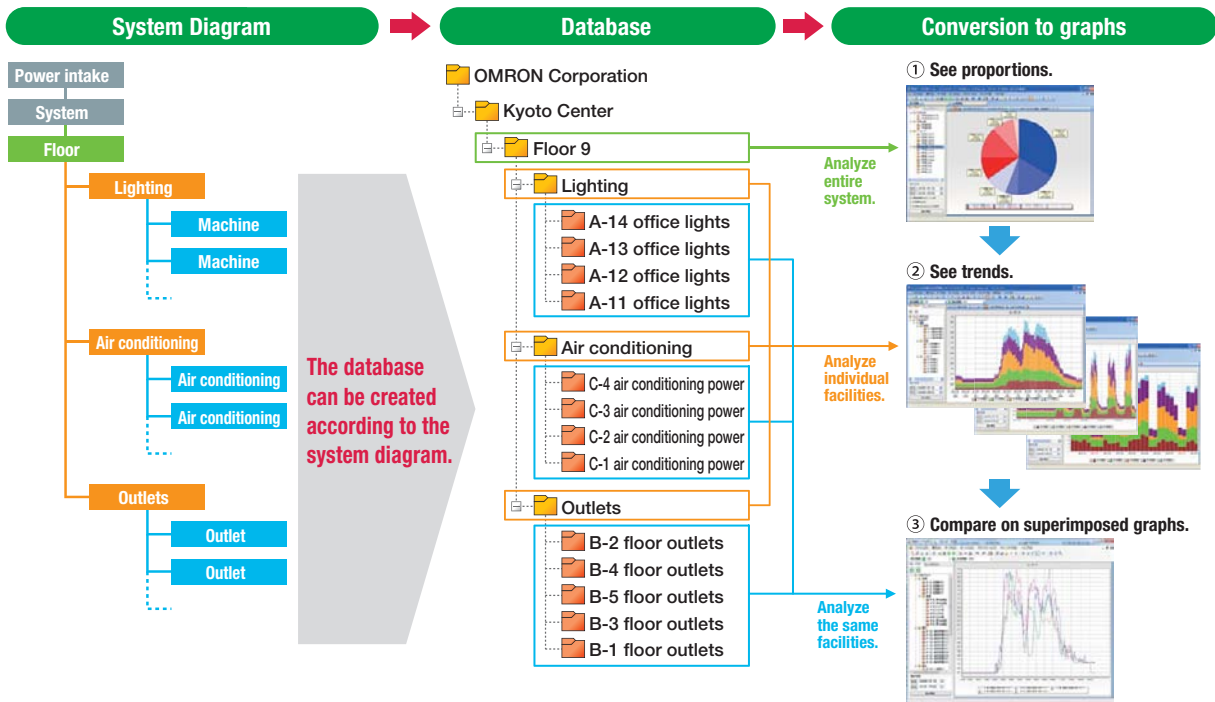 System Diagram
Database
Conversion to graphs
Power intake
System
Floor
Lighting
Machine
Machine
Air conditioning
Air conditioning
Air conditioning
Outlets
Outlet
Outlet
The database
can be created
according to the
system diagram.
OMRON Corporation
Kyoto Center
Floor 9
Lighting
A-14 office lights
A-13 office lights
A-12 office lights
A-11 office lights
Air conditioning
C-4 air conditioning power
C-3 air conditioning power
C-2 air conditioning power
C-1 air conditioning power
Outlets
B-2 floor outlets
B-4 floor outlets
B-5 floor outlets
B-3 floor outlets
B-1 floor outlets
Analyze
entire
system.
Analyze
individual
facilities.
Analyze
the same
facilities.
① See proportions.
② See trends.
③ Compare on superimposed graphs.